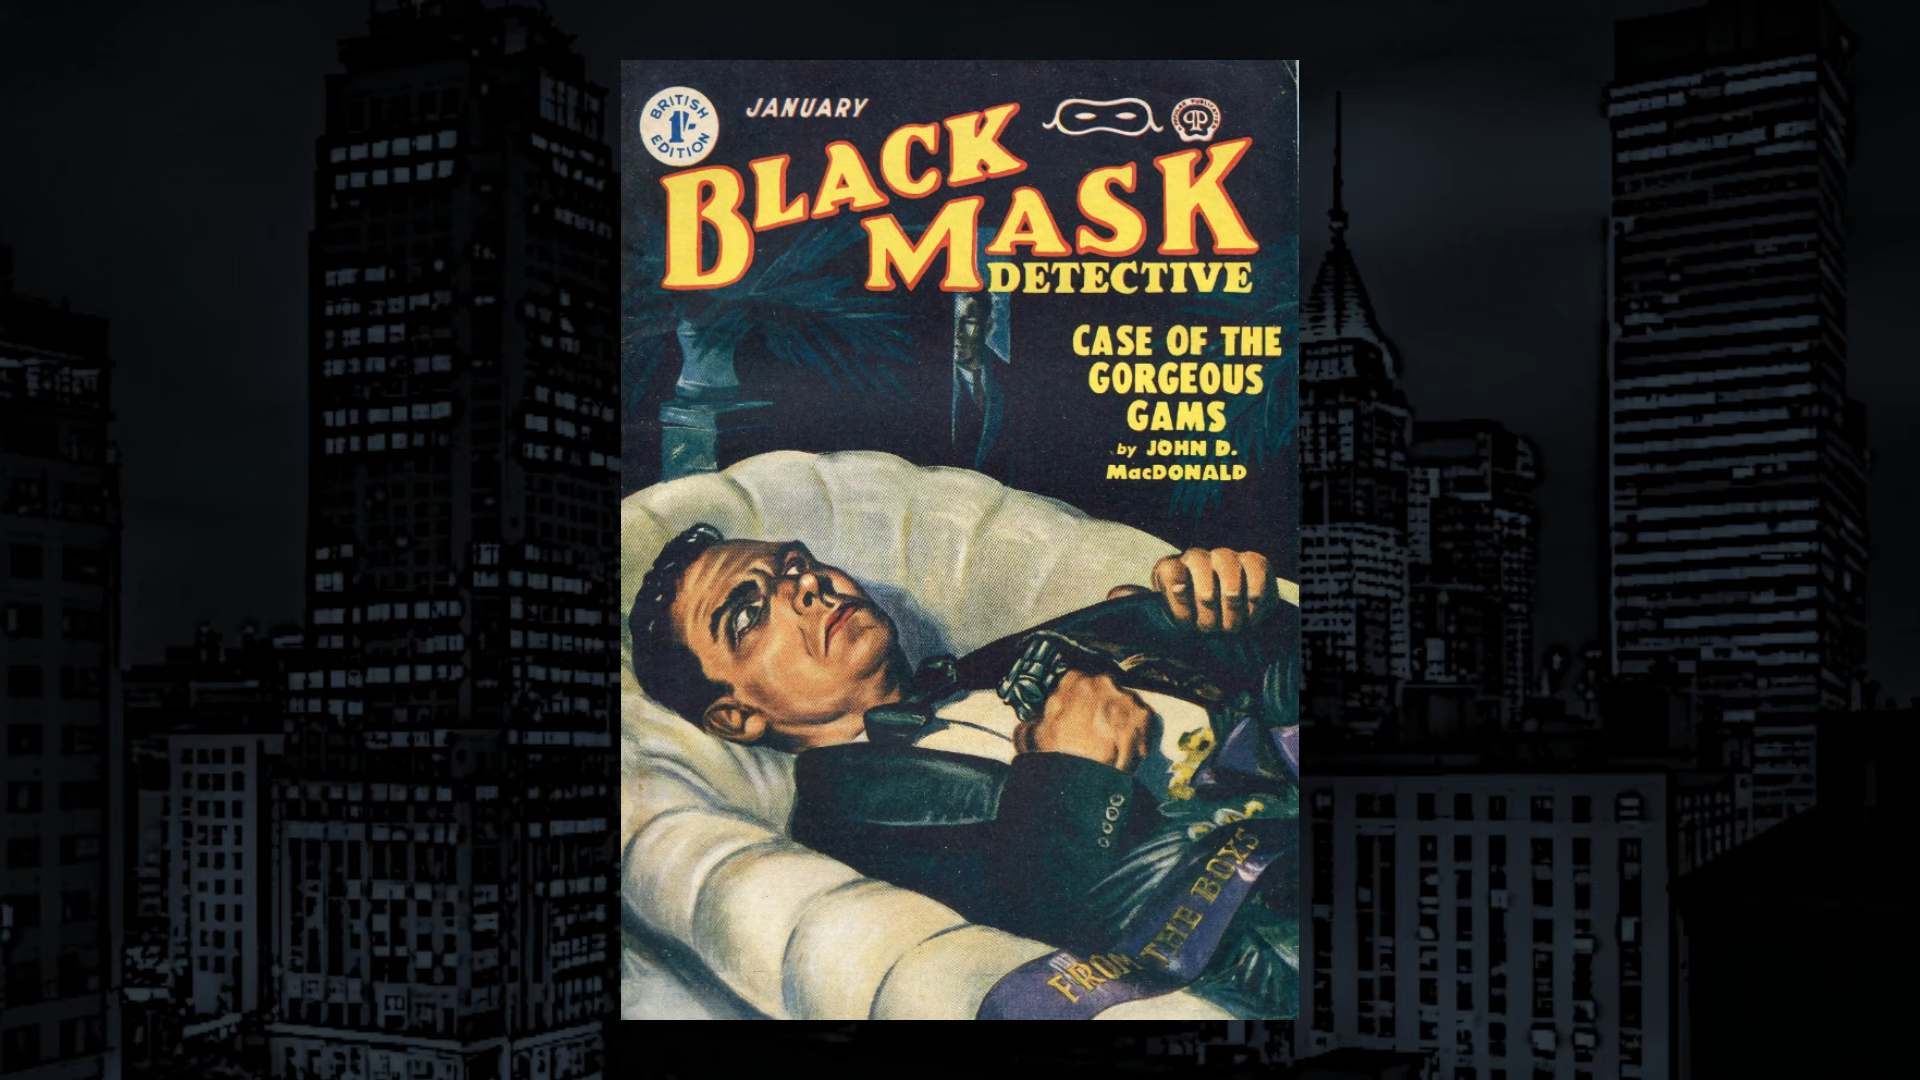 BRITISH
1/-
EDITION
JANUARY
BLACK
MASK
DETECTIVE
CASE OF THE
GORGEOUS
GAMS
by JOHN D.
MacDONALD
FROM THE BOYS